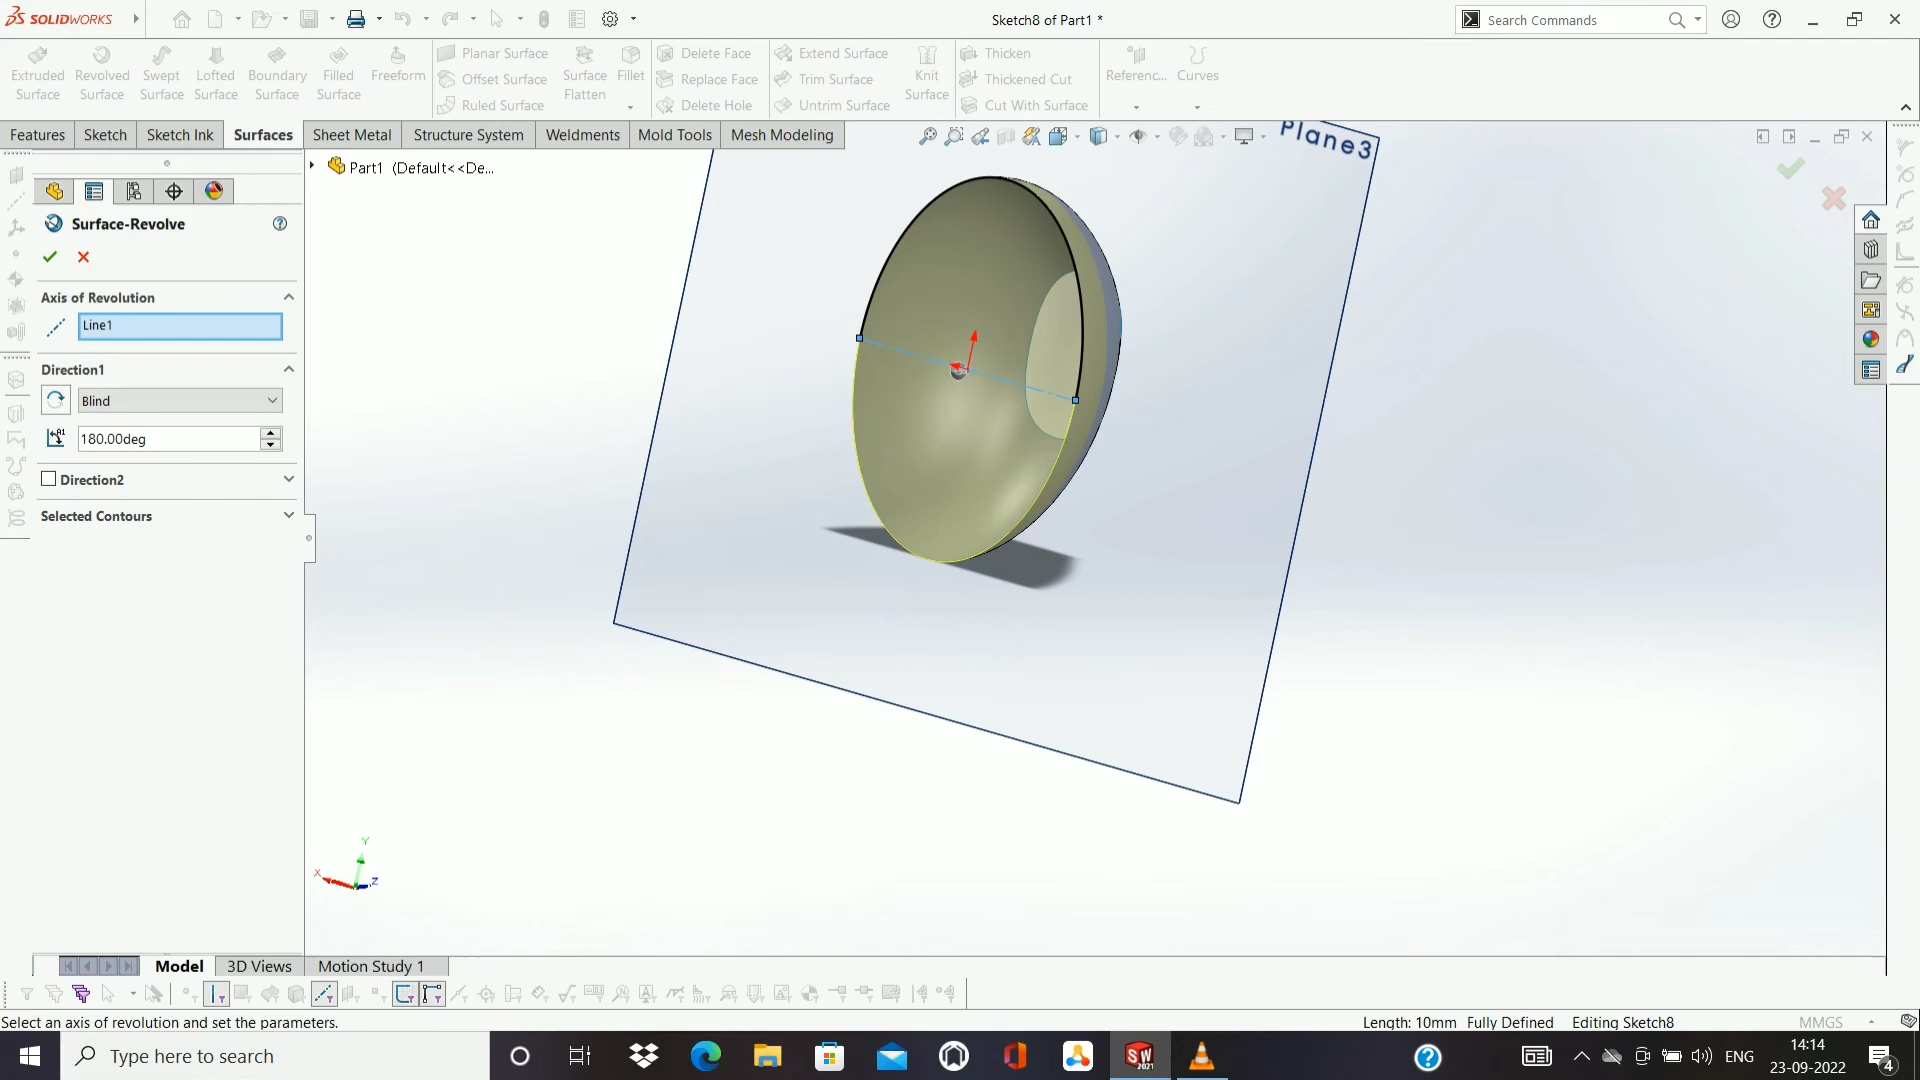 SOLIDWORKS
Sketch8 of Part1 *
Search Commands
Extruded Surface
Revolved Surface
Swept Surface
Lofted Surface
Boundary Surface
Filled Surface
Freeform
Planar Surface
Offset Surface
Ruled Surface
Surface Flatten
Fillet
Delete Face
Replace Face
Delete Hole
Extend Surface
Trim Surface
Untrim Surface
Knit Surface
Thicken
Thickened Cut
Cut With Surface
Referenc...
Curves
Features
Sketch
Sketch Ink
Surfaces
Sheet Metal
Structure System
Weldments
Mold Tools
Mesh Modeling
Plane3
Part1 (Default<<De...
Surface-Revolve
Axis of Revolution
Line1
Direction1
Blind
180.00deg
Direction2
Selected Contours
Y
X
Z
Model
3D Views
Motion Study 1
Select an axis of revolution and set the parameters.
Length: 10mm
Fully Defined
Editing Sketch8
MMGS
Type here to search
SW
2021
ENG
14:14
23-09-2022
4